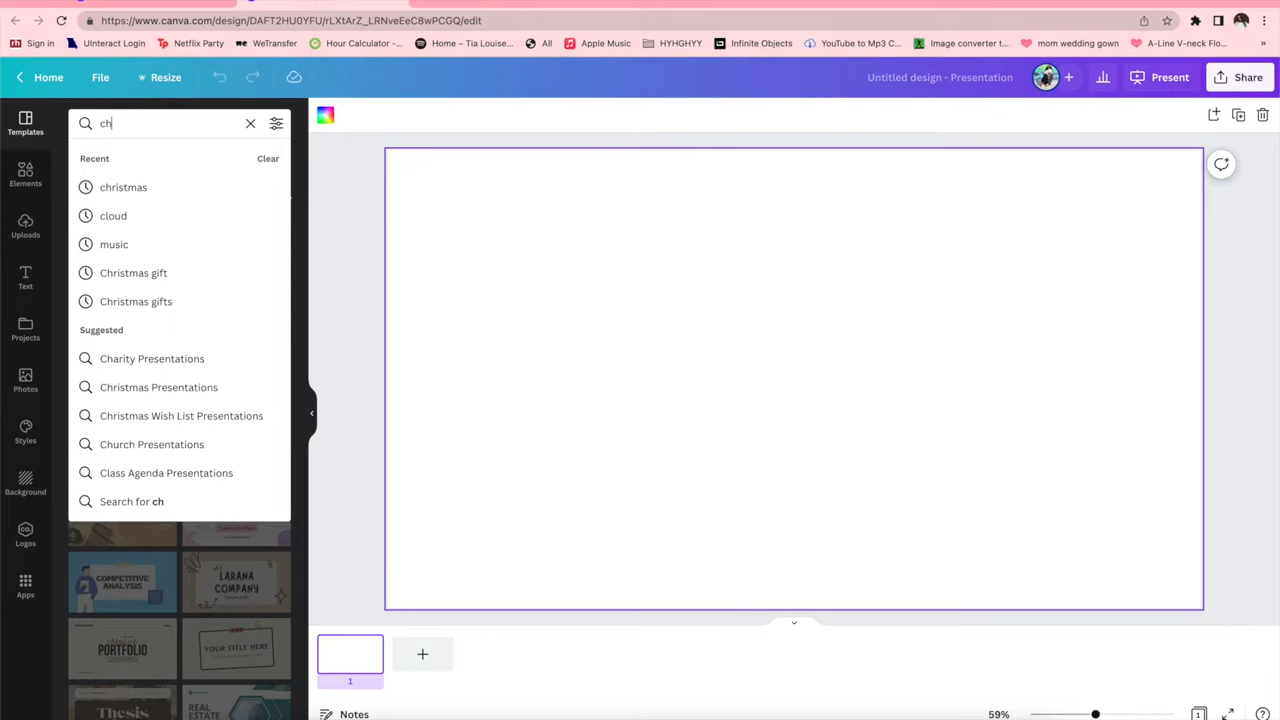 https://www.canva.com/design/DAFT2HU0YFU/rLXtArZ_LRNveEeC8wPCGQ/edit
Sign in
UInteract Login
Netflix Party
WeTransfer
Hour Calculator -...
Home – Tia Louise...
All
Apple Music
HYHGHYY
Infinite Objects
YouTube to Mp3 C...
Image converter t...
mom wedding gown
A-Line V-neck Flo...
»
Home
File
Resize
Untitled design - Presentation
Present
Share
Templates
Elements
Uploads
Text
Projects
Photos
Styles
Background
CO.
Logos
Apps
ch
Recent
Clear
christmas
cloud
music
Christmas gift
Christmas gifts
Suggested
Charity Presentations
Christmas Presentations
Christmas Wish List Presentations
Church Presentations
Class Agenda Presentations
Search for ch
COMPETITIVE
ANALYSIS
LARANA
COMPANY
creative
PORTFOLIO
YOUR TITLE HERE
Thesis
REAL
ESTATE
1
Notes
59%
1